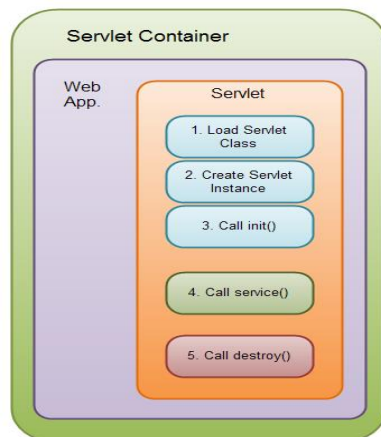 Servlet Container
Web
App.
Servlet
1. Load Servlet
Class
2. Create Servlet
Instance
3. Call init()
4. Call service()
5. Call destroy()